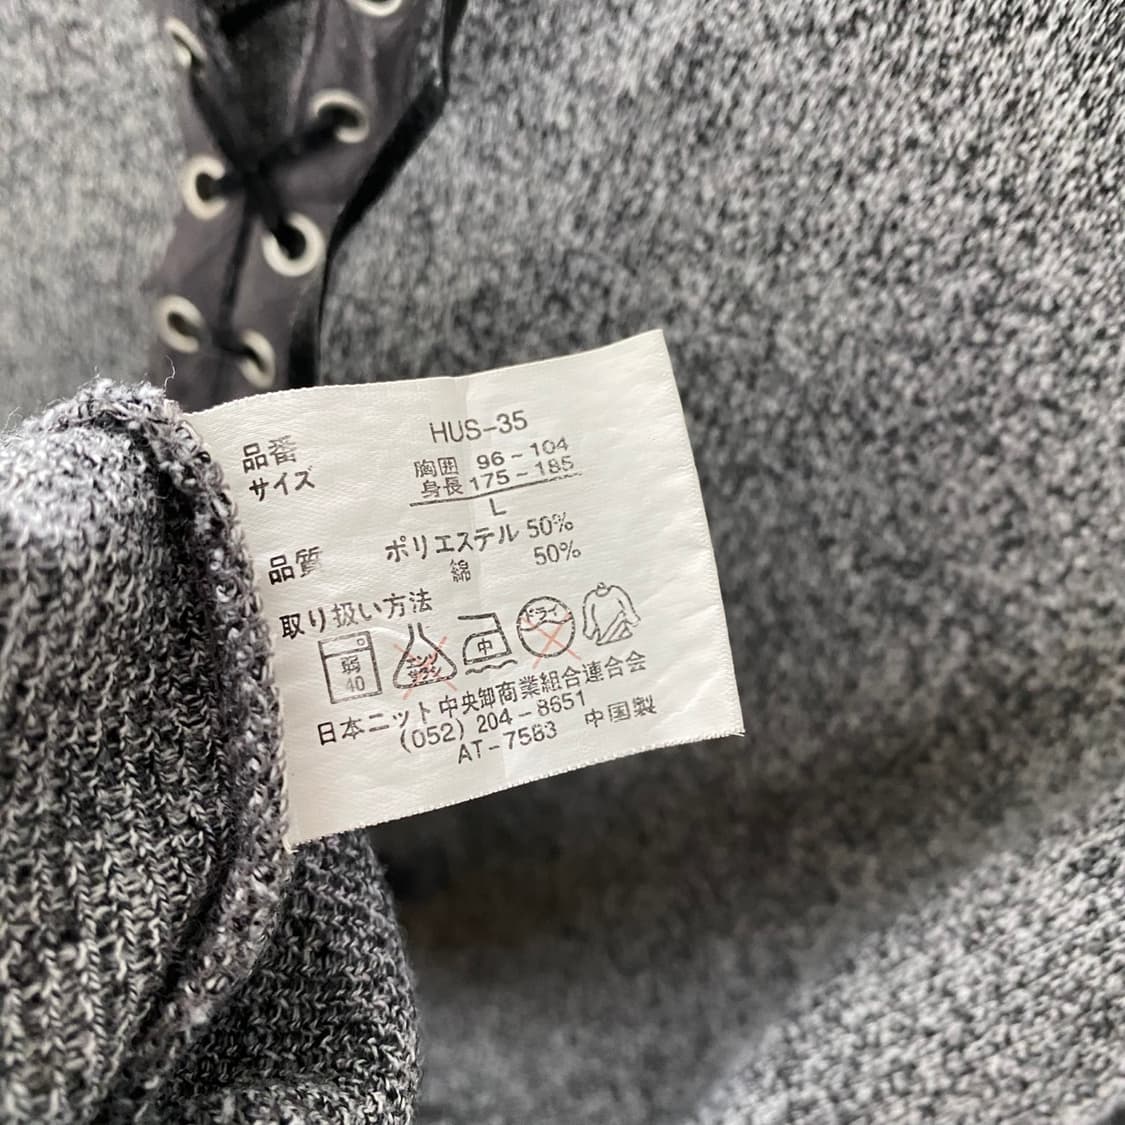 品番 HUS-35
サイズ 胸囲 96-104
身長 175-185
L
品質 ポリエステル 50%
綿 50%
取り扱い方法
弱 40 エンソ サラシ 中 ドライ
日本ニット中央卸商業組合連合会
(052) 204-8651
AT-7583 中国製